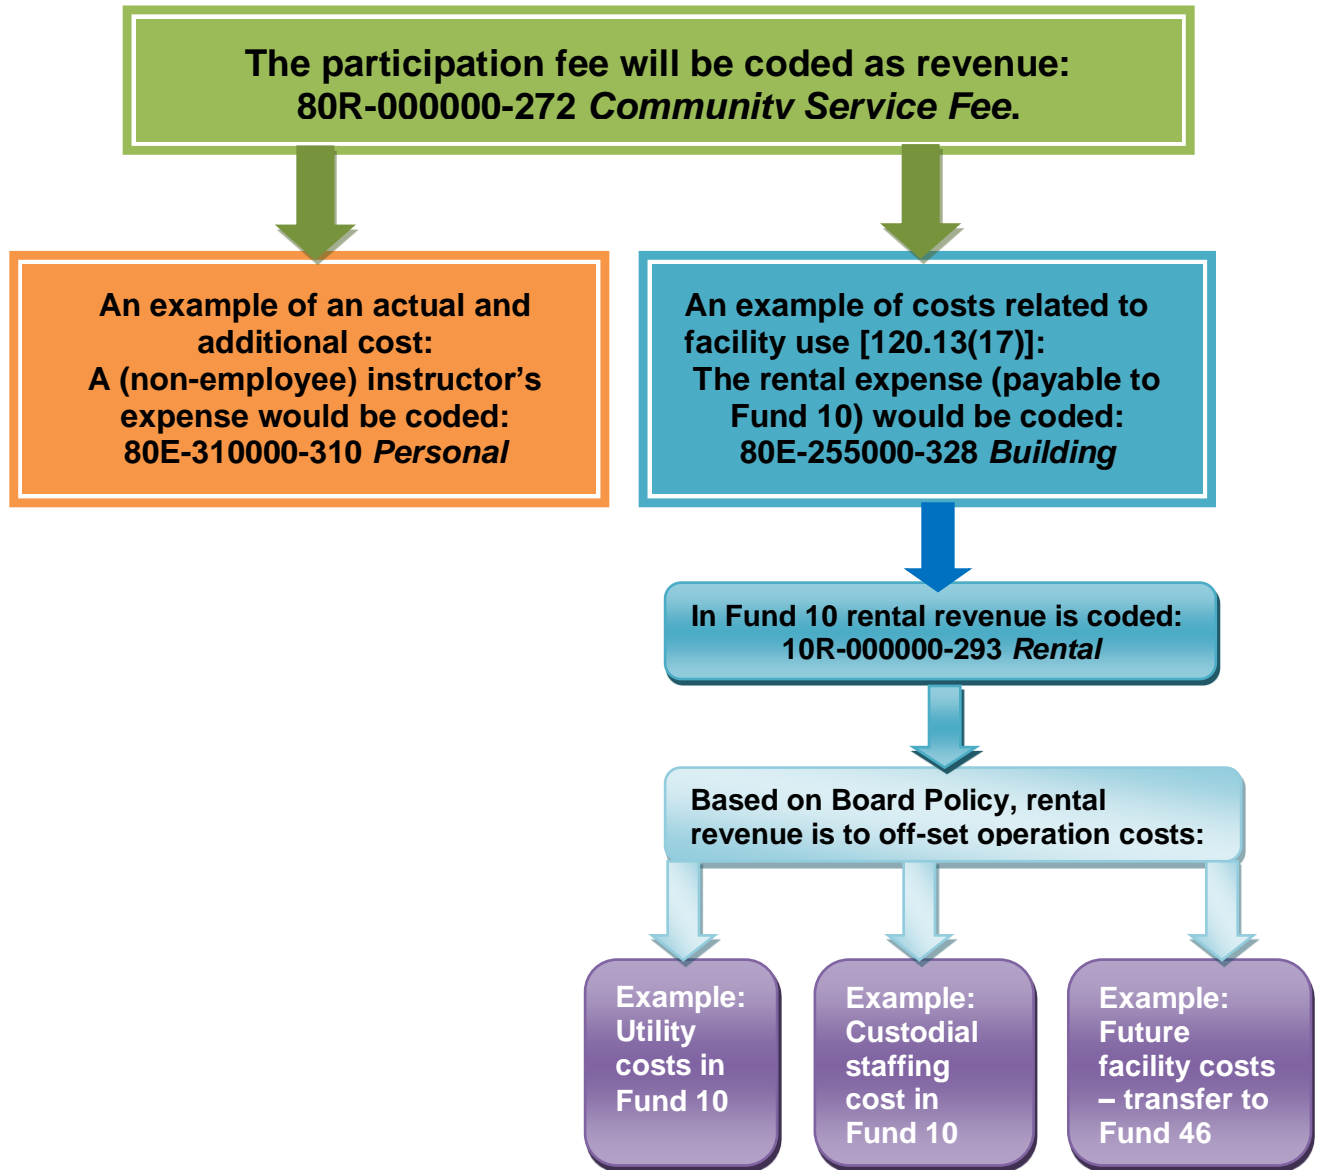 The participation fee will be coded as revenue:
80R-000000-272 Community Service Fee.
An example of an actual and
additional cost:
A (non-employee) instructor’s
expense would be coded:
80E-310000-310 Personal
An example of costs related to
facility use [120.13(17)]:
The rental expense (payable to
Fund 10) would be coded:
80E-255000-328 Building
In Fund 10 rental revenue is coded:
10R-000000-293 Rental
Based on Board Policy, rental
revenue is to off-set operation costs:
Example:
Utility
costs in
Fund 10
Example:
Custodial
staffing
cost in
Fund 10
Example:
Future
facility costs
– transfer to
Fund 46